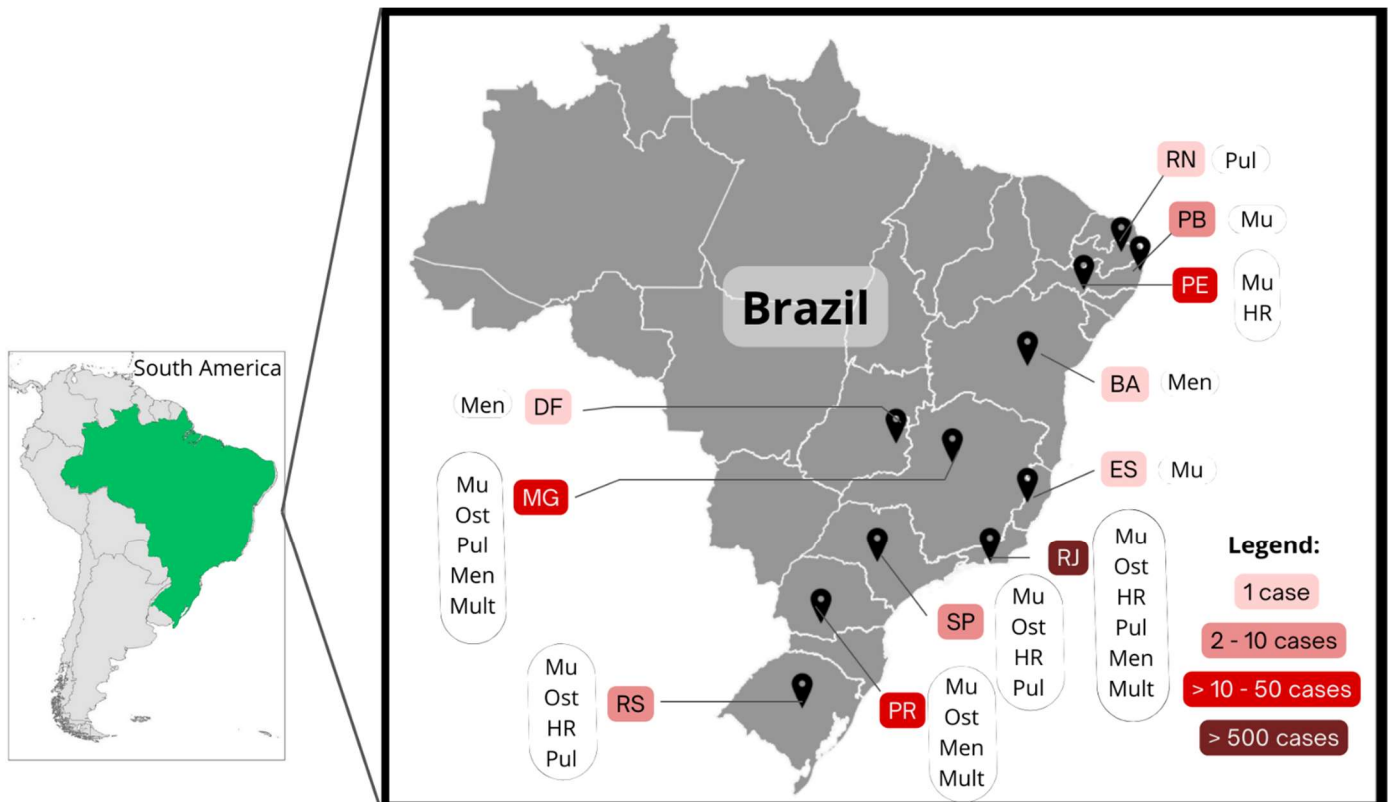 South America
Brazil
RN
Pul
PB
Mu
PE
Mu
HR
BA
Men
Men
DF
ES
Mu
Mu
Ost
Pul
Men
Mult
MG
RJ
Mu
Ost
HR
Pul
Men
Mult
SP
Mu
Ost
HR
Pul
Mu
Ost
HR
Pul
RS
PR
Mu
Ost
Men
Mult
Legend:
1 case
2 - 10 cases
> 10 - 50 cases
> 500 cases